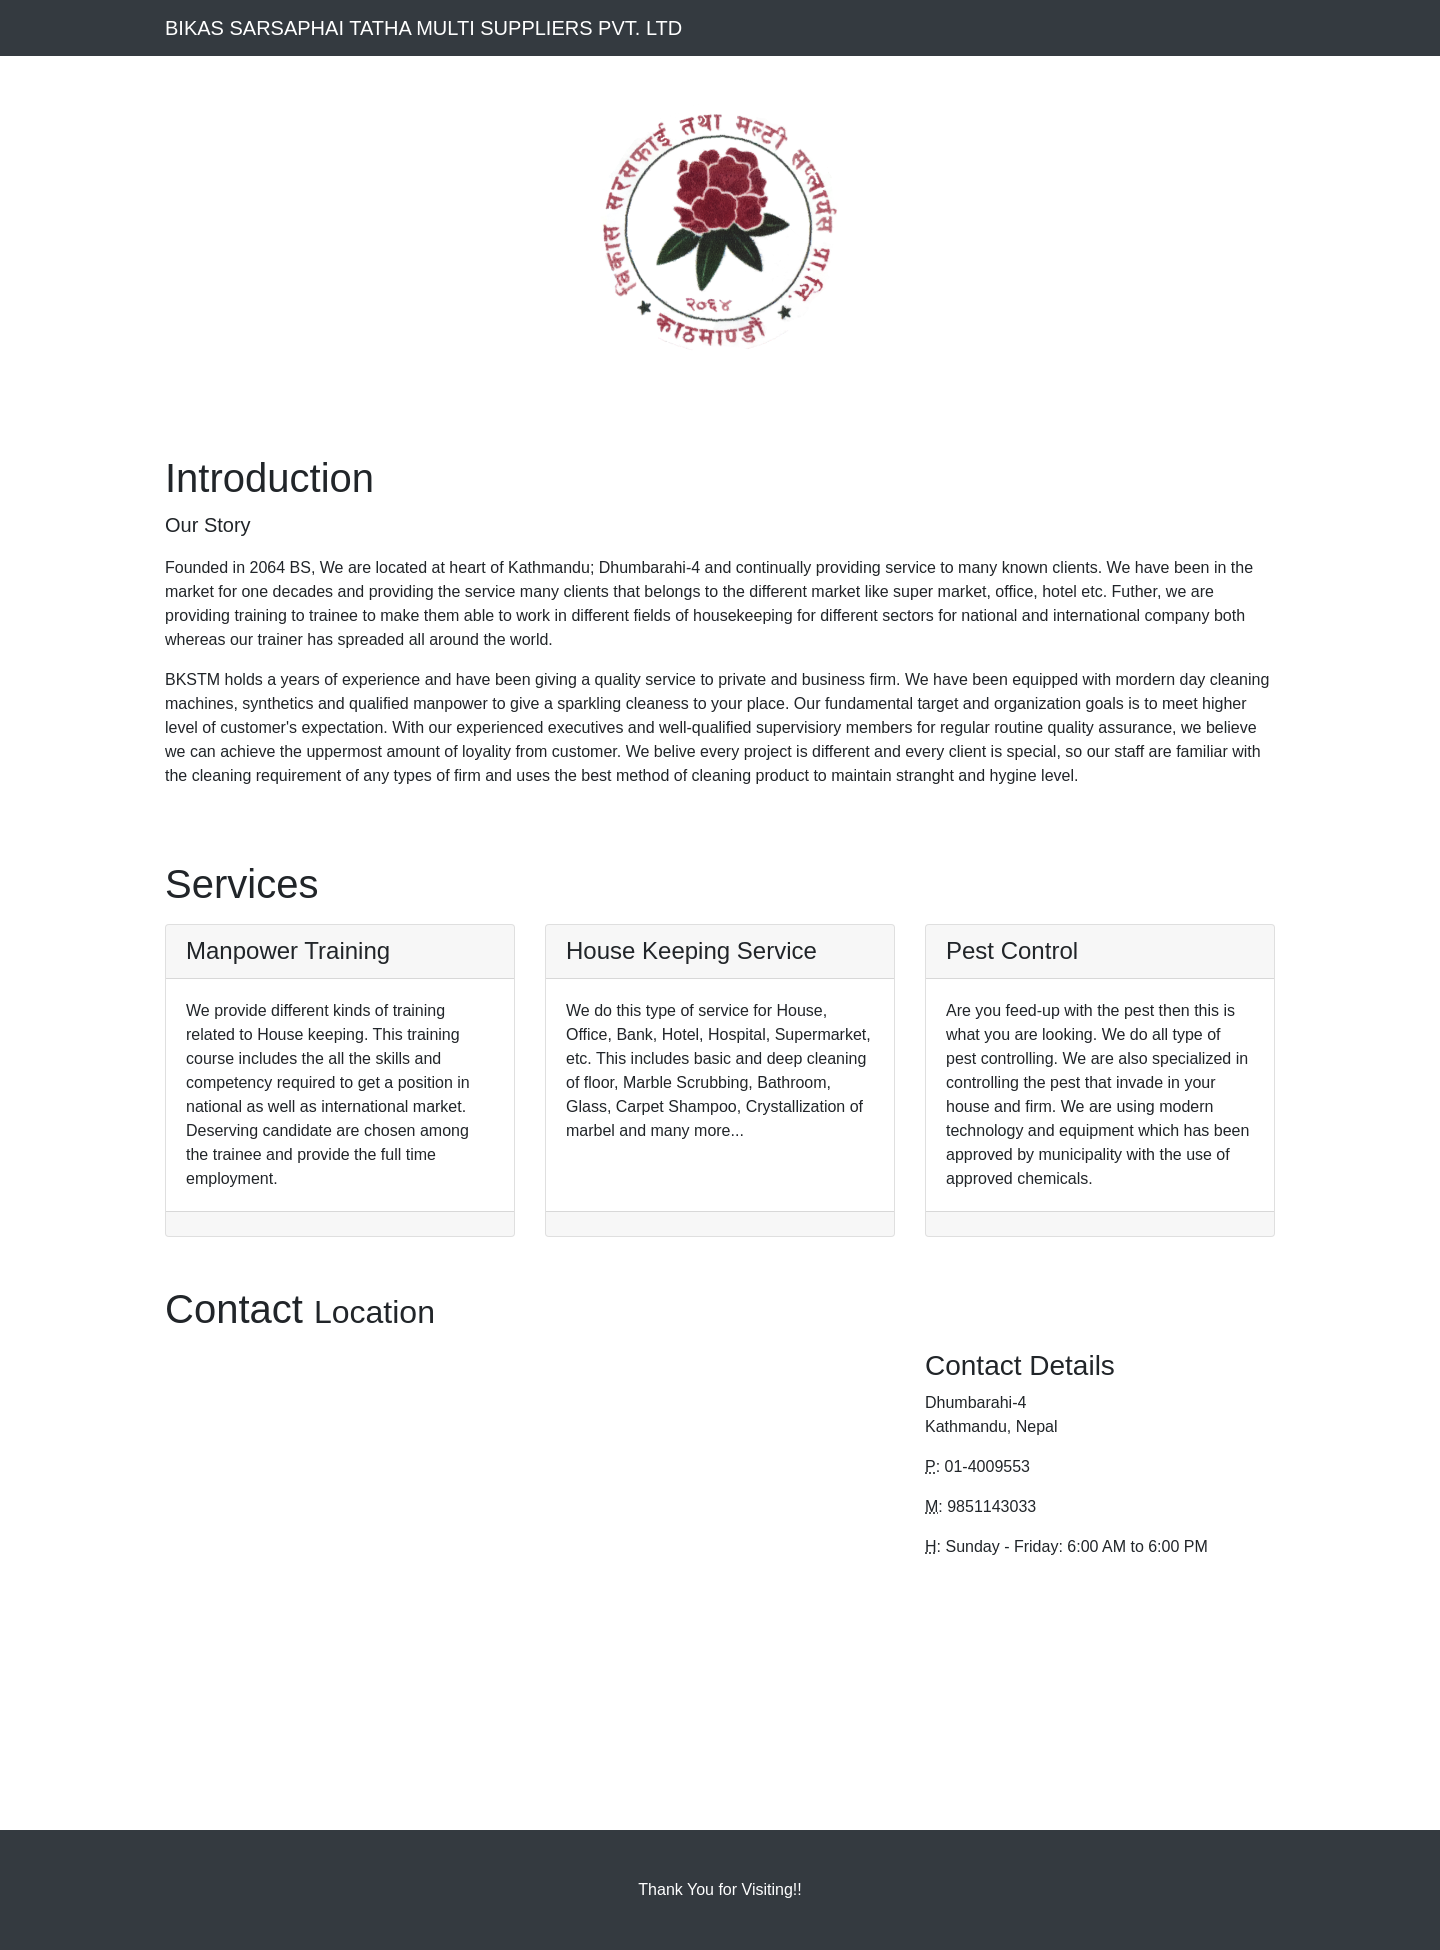 BIKAS SARSAPHAI TATHA MULTI SUPPLIERS PVT. LTD
विकास सरसफाई तथा मल्टी सप्लार्यस प्रा.लि.
२०६४
काठमाण्डौं
Introduction
Our Story
Founded in 2064 BS, We are located at heart of Kathmandu; Dhumbarahi-4 and continually providing service to many known clients. We have been in the
market for one decades and providing the service many clients that belongs to the different market like super market, office, hotel etc. Futher, we are
providing training to trainee to make them able to work in different fields of housekeeping for different sectors for national and international company both
whereas our trainer has spreaded all around the world.
BKSTM holds a years of experience and have been giving a quality service to private and business firm. We have been equipped with mordern day cleaning
machines, synthetics and qualified manpower to give a sparkling cleaness to your place. Our fundamental target and organization goals is to meet higher
level of customer's expectation. With our experienced executives and well-qualified supervisiory members for regular routine quality assurance, we believe
we can achieve the uppermost amount of loyality from customer. We belive every project is different and every client is special, so our staff are familiar with
the cleaning requirement of any types of firm and uses the best method of cleaning product to maintain stranght and hygine level.
Services
Manpower Training
We provide different kinds of training
related to House keeping. This training
course includes the all the skills and
competency required to get a position in
national as well as international market.
Deserving candidate are chosen among
the trainee and provide the full time
employment.
House Keeping Service
We do this type of service for House,
Office, Bank, Hotel, Hospital, Supermarket,
etc. This includes basic and deep cleaning
of floor, Marble Scrubbing, Bathroom,
Glass, Carpet Shampoo, Crystallization of
marbel and many more...
Pest Control
Are you feed-up with the pest then this is
what you are looking. We do all type of
pest controlling. We are also specialized in
controlling the pest that invade in your
house and firm. We are using modern
technology and equipment which has been
approved by municipality with the use of
approved chemicals.
Contact Location
Contact Details
Dhumbarahi-4
Kathmandu, Nepal
P: 01-4009553
M: 9851143033
H: Sunday - Friday: 6:00 AM to 6:00 PM
Thank You for Visiting!!